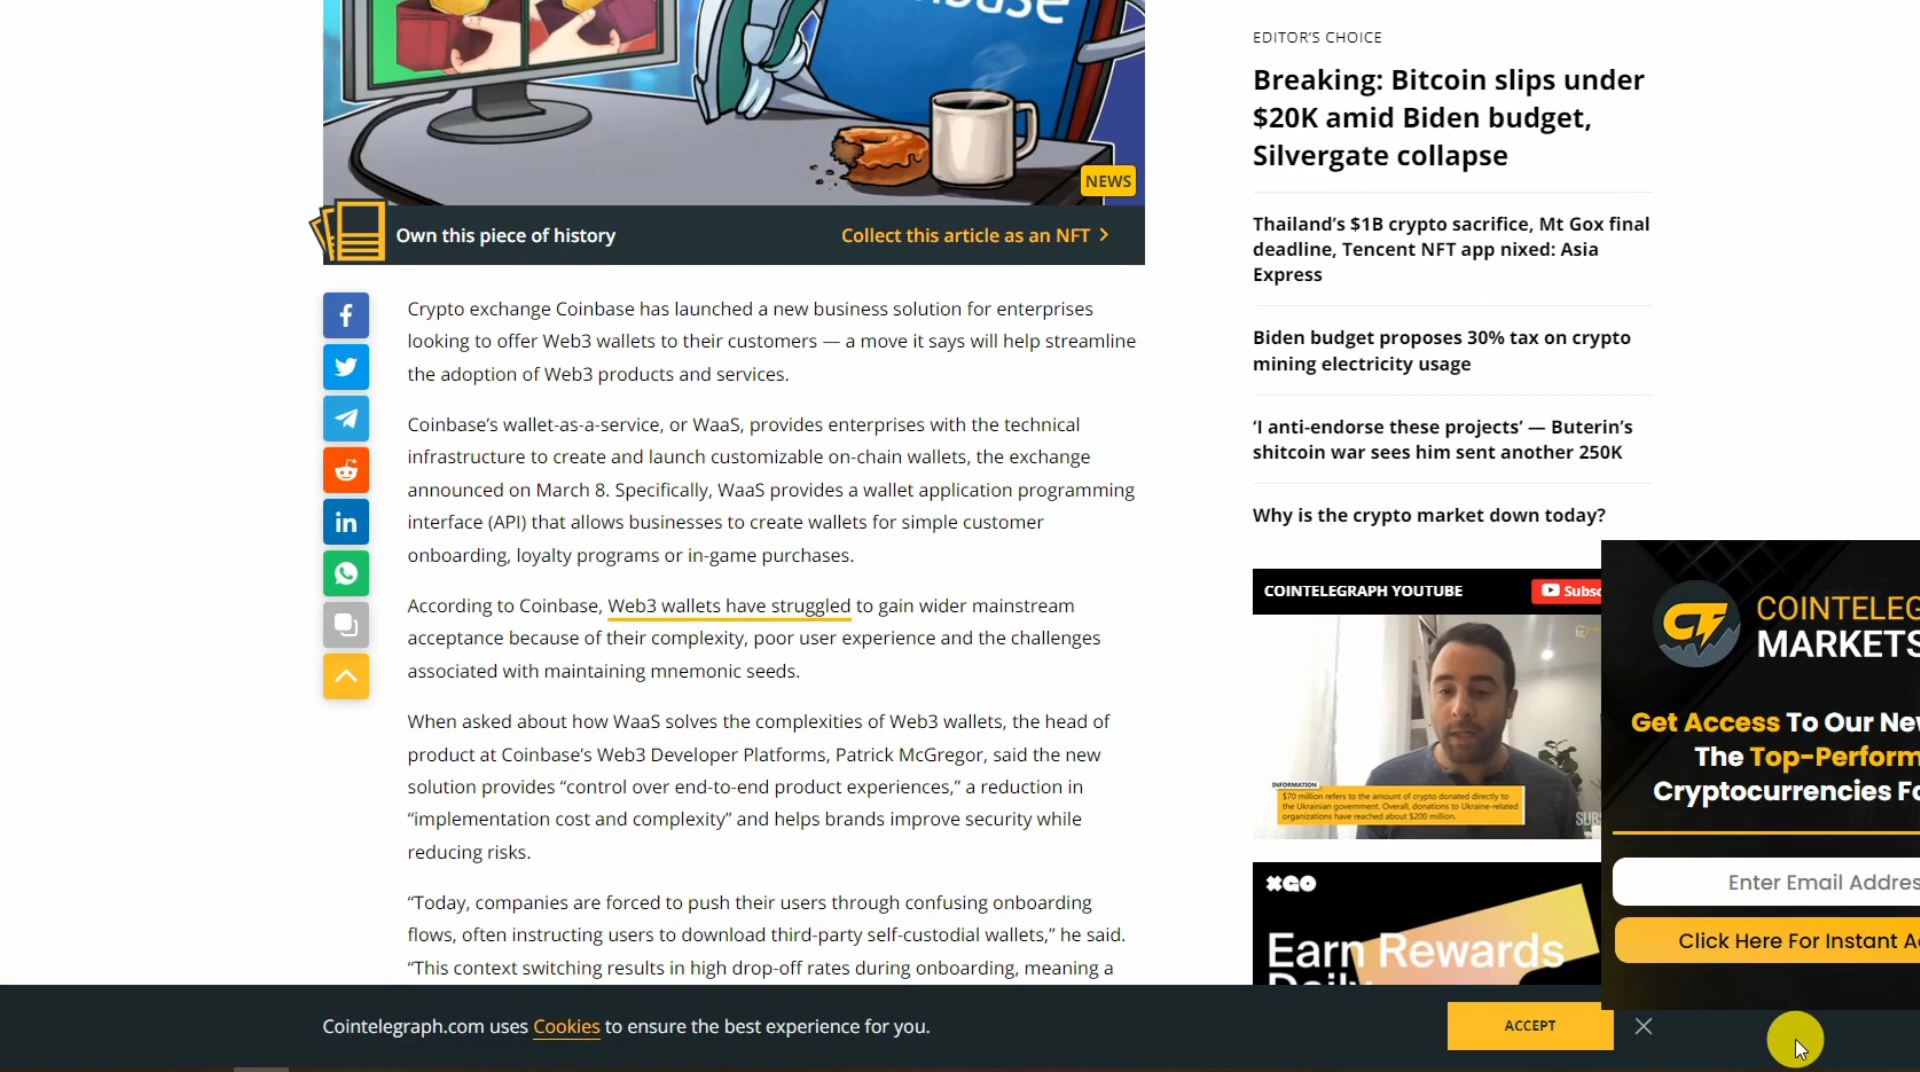 NEWS
Own this piece of history
Collect this article as an NFT
Crypto exchange Coinbase has launched a new business solution for enterprises
looking to offer Web3 wallets to their customers — a move it says will help streamline
the adoption of Web3 products and services.
Coinbase’s wallet-as-a-service, or WaaS, provides enterprises with the technical
infrastructure to create and launch customizable on-chain wallets, the exchange
announced on March 8. Specifically, WaaS provides a wallet application programming
interface (API) that allows businesses to create wallets for simple customer
onboarding, loyalty programs or in-game purchases.
According to Coinbase, Web3 wallets have struggled to gain wider mainstream
acceptance because of their complexity, poor user experience and the challenges
associated with maintaining mnemonic seeds.
When asked about how WaaS solves the complexities of Web3 wallets, the head of
product at Coinbase’s Web3 Developer Platforms, Patrick McGregor, said the new
solution provides “control over end-to-end product experiences,” a reduction in
“implementation cost and complexity” and helps brands improve security while
reducing risks.
“Today, companies are forced to push their users through confusing onboarding
flows, often instructing users to download third-party self-custodial wallets,” he said.
“This context switching results in high drop-off rates during onboarding, meaning a
EDITOR’S CHOICE
Breaking: Bitcoin slips under
$20K amid Biden budget,
Silvergate collapse
Thailand’s $1B crypto sacrifice, Mt Gox final
deadline, Tencent NFT app nixed: Asia
Express
Biden budget proposes 30% tax on crypto
mining electricity usage
‘I anti-endorse these projects’ — Buterin’s
shitcoin war sees him sent another 250K
Why is the crypto market down today?
COINTELEGRAPH YOUTUBE
Subsc
INFORMATION
$70 million refers to the amount of crypto donated directly to
the Ukrainian government. Overall, donations to Ukraine-related
organizations have reached about $200 million.
SUBS
XGO
Earn Rewards
Daily
COINTELEG
MARKETS
Get Access To Our New
The Top-Perform
Cryptocurrencies Fo
Enter Email Addres
Click Here For Instant A
Cointelegraph.com uses Cookies to ensure the best experience for you.
ACCEPT